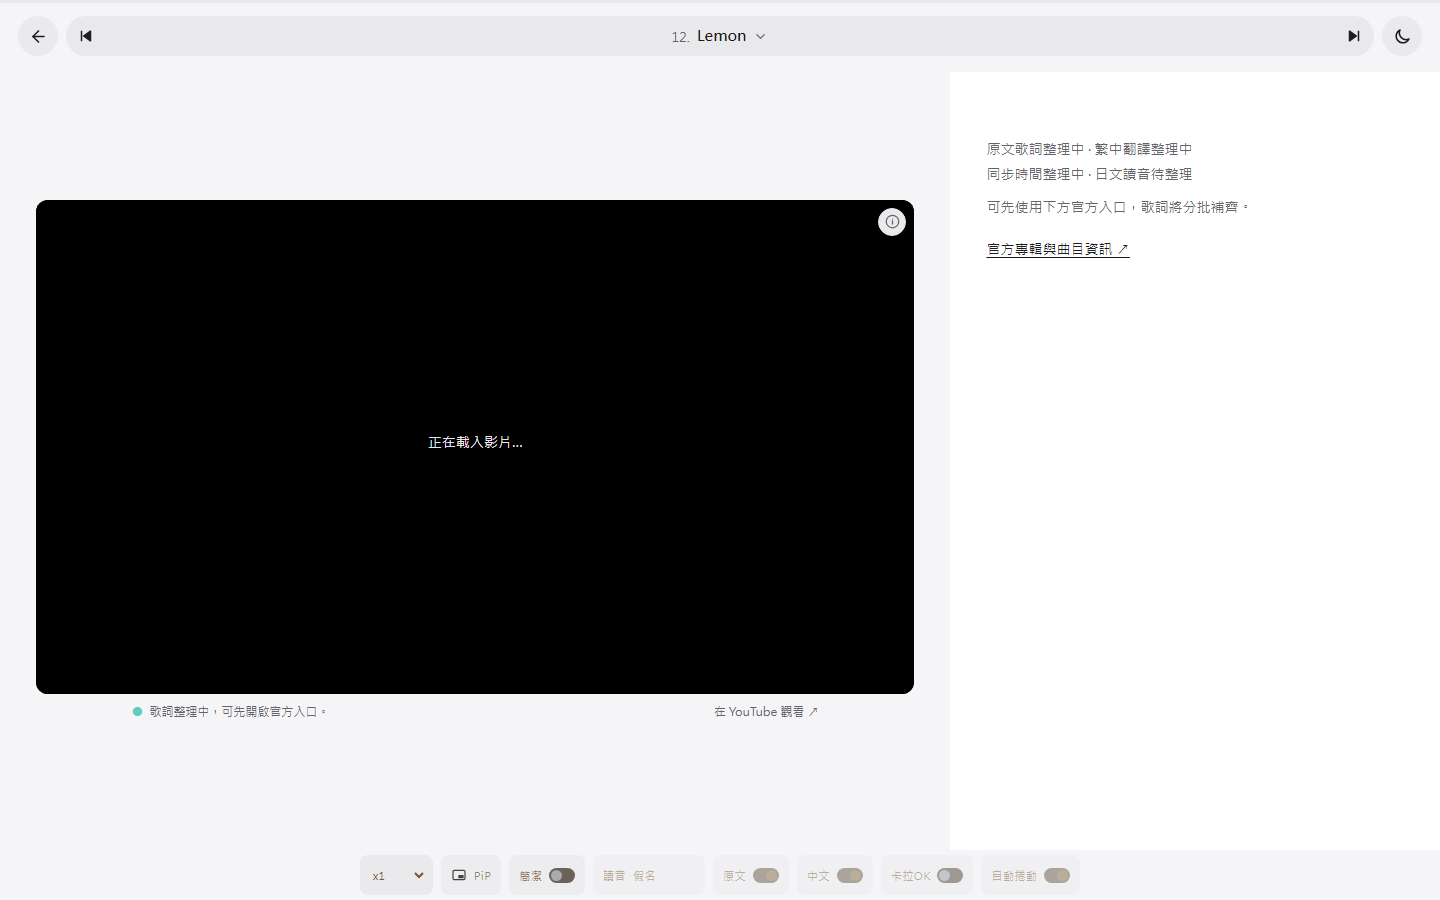 12. Lemon
原文歌詞整理中 · 繁中翻譯整理中
同步時間整理中 · 日文讀音待整理
可先使用下方官方入口，歌詞將分批補齊。
官方專輯與曲目資訊 ↗
正在載入影片...
歌詞整理中，可先開啟官方入口。
在 YouTube 觀看 ↗
x1 PiP 簡潔 讀音 假名 原文 中文 卡拉OK 自動捲動